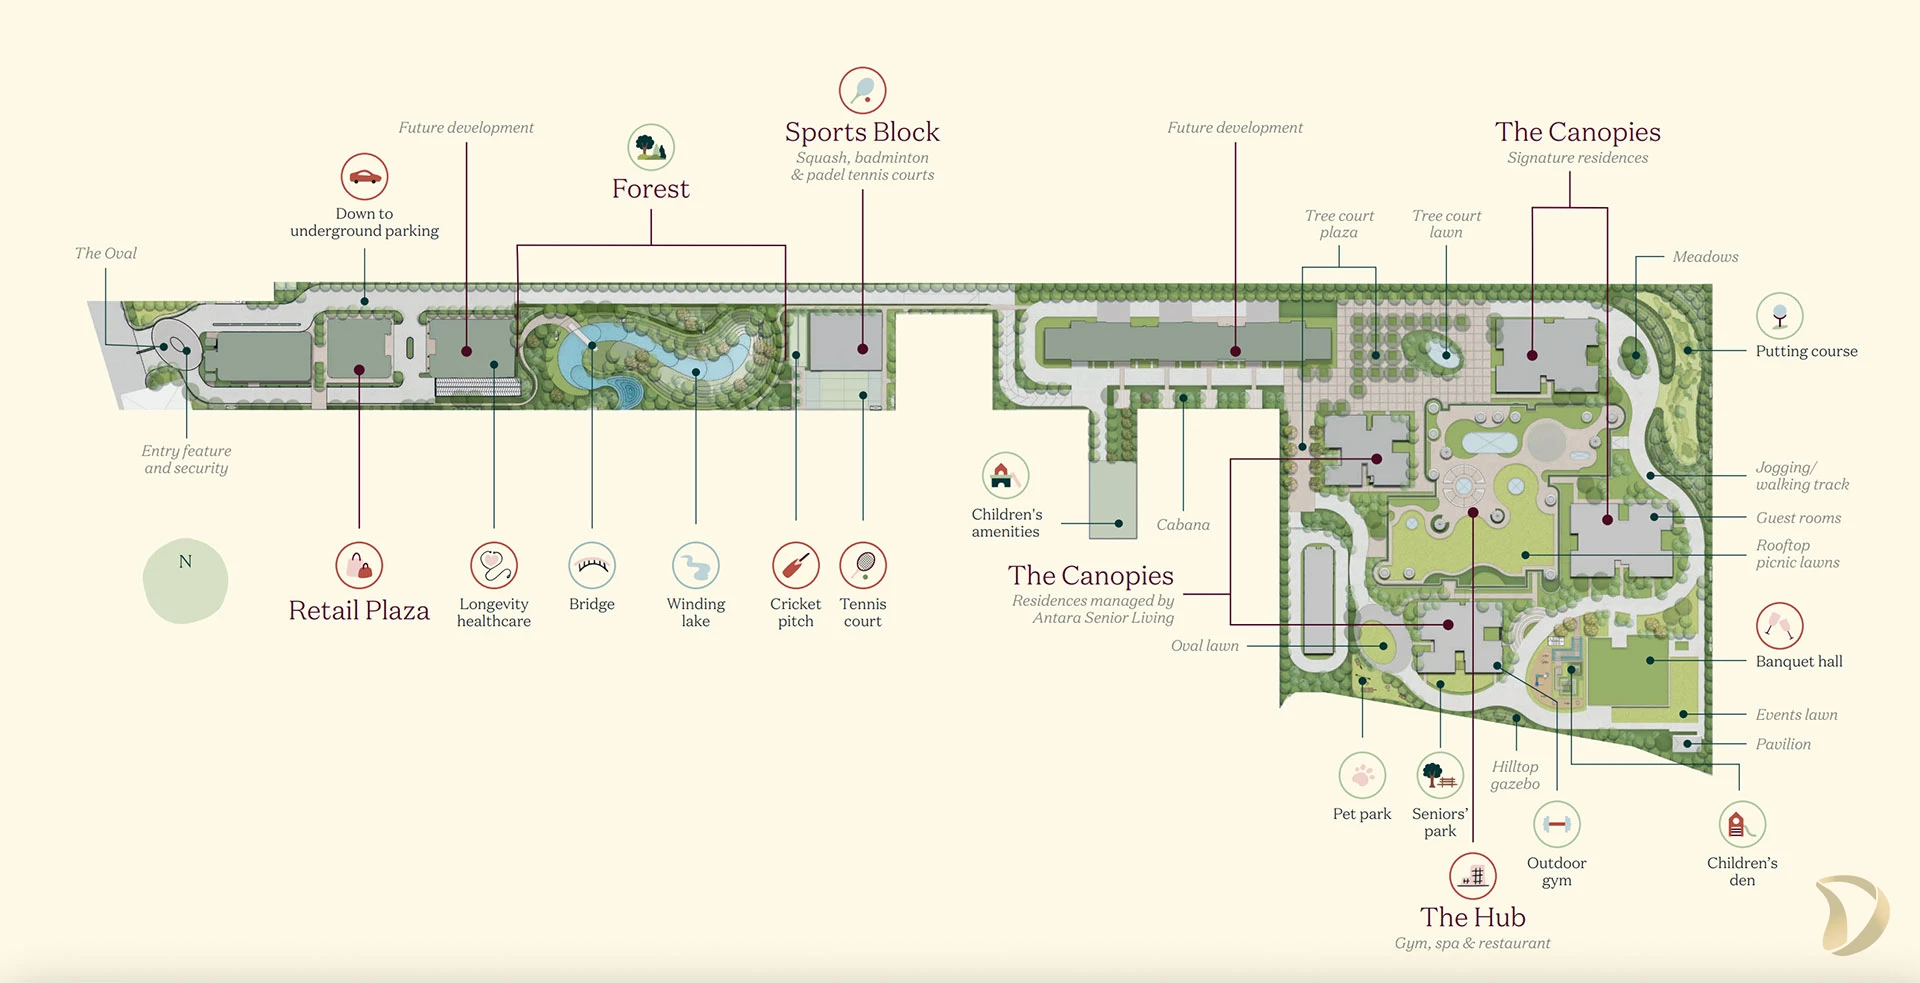 Sports Block
Squash, badminton
& padel tennis courts
Future development
Future development
The Canopies
Signature residences
Forest
Down to
underground parking
Tree court
plaza
Tree court
lawn
The Oval
Meadows
Putting course
Entry feature
and security
Jogging/
walking track
Children's
amenities
Cabana
Guest rooms
Rooftop
picnic lawns
N
The Canopies
Residences managed by
Antara Senior Living
Retail Plaza
Longevity
healthcare
Bridge
Winding
lake
Cricket
pitch
Tennis
court
Oval lawn
Banquet hall
Events lawn
Pavilion
Hilltop
gazebo
Pet park
Seniors'
park
Outdoor
gym
Children's
den
The Hub
Gym, spa & restaurant